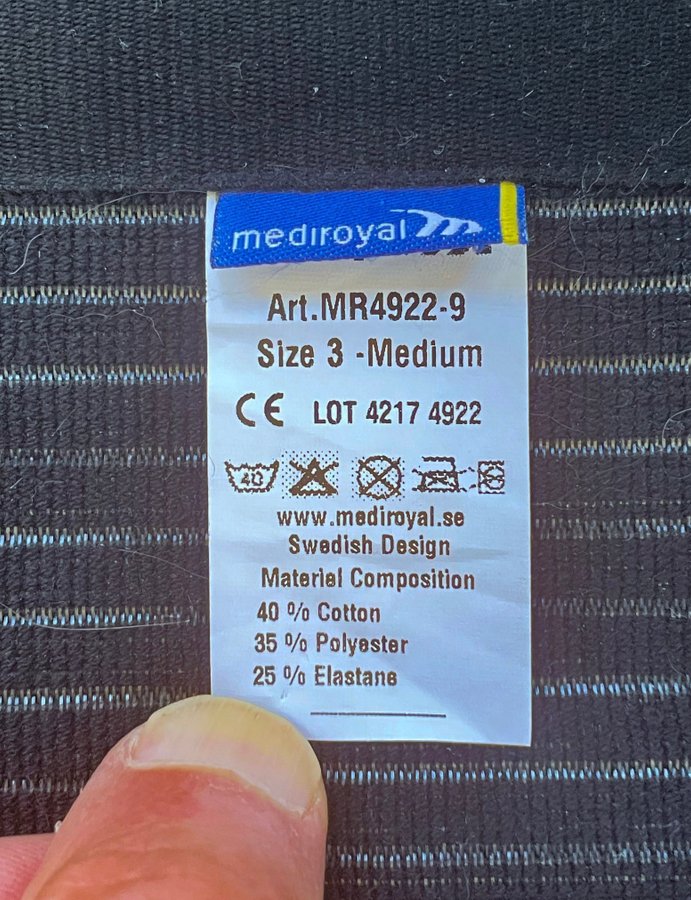 mediroyal
Art.MR4922-9
Size 3 -Medium
CE LOT 4217 4922
40
www.mediroyal.se
Swedish Design
Material Composition
40 % Cotton
35 % Polyester
25 % Elastane